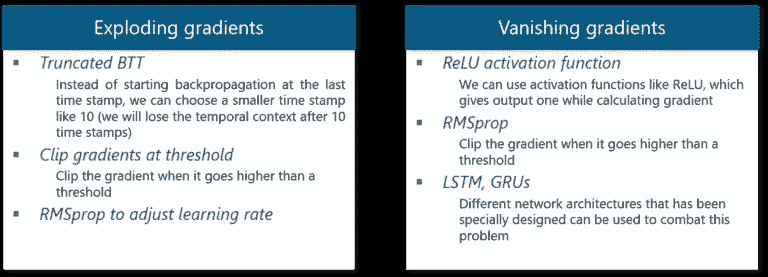 Exploding gradients
▪ Truncated BTT
Instead of starting backpropagation at the last
time stamp, we can choose a smaller time stamp
like 10 (we will lose the temporal context after 10
time stamps)
▪ Clip gradients at threshold
Clip the gradient when it goes higher than a
threshold
▪ RMSprop to adjust learning rate
Vanishing gradients
▪ ReLU activation function
We can use activation functions like ReLU, which
gives output one while calculating gradient
▪ RMSprop
Clip the gradient when it goes higher than a
threshold
▪ LSTM, GRUs
Different network architectures that has been
specially designed can be used to combat this
problem